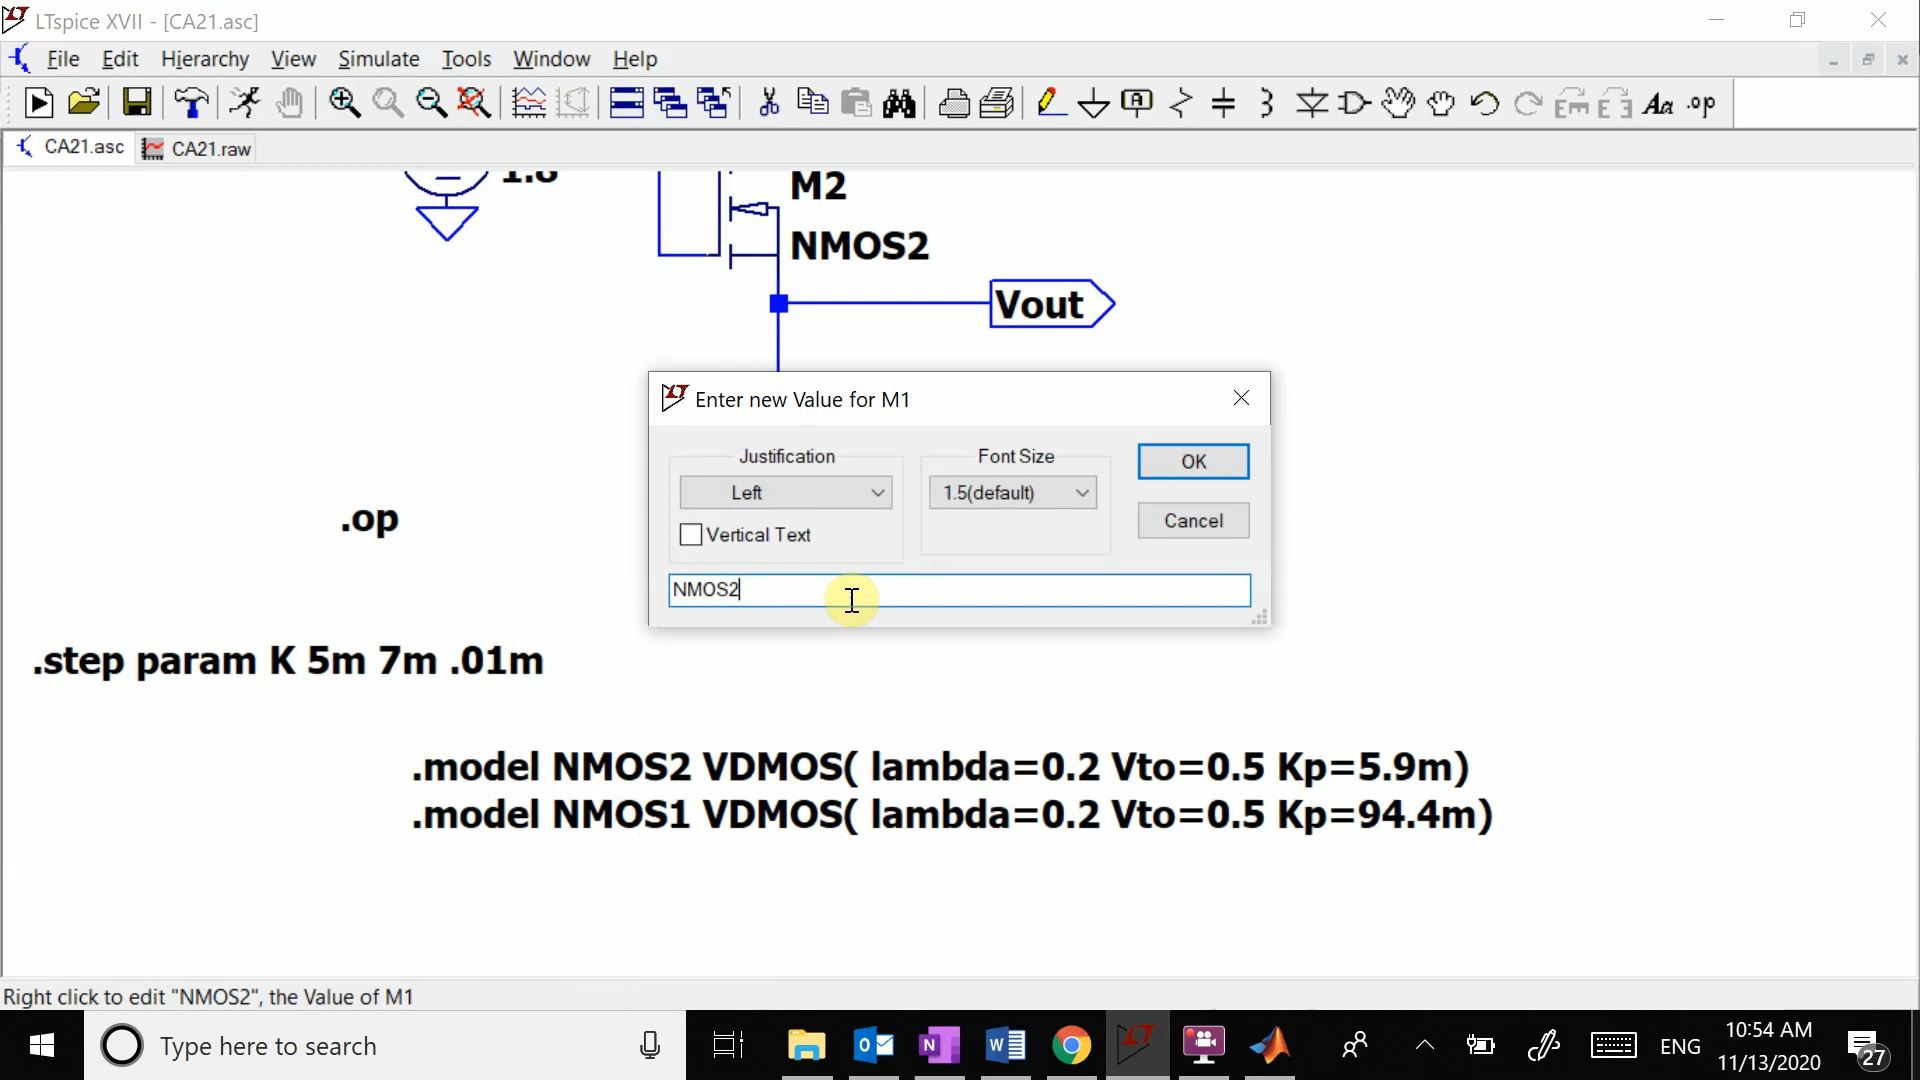 LTspice XVII - [CA21.asc]
File Edit Hierarchy View Simulate Tools Window Help
CA21.asc CA21.raw
1.8
M2
NMOS2
Vout
Enter new Value for M1
Justification
Font Size
OK
Left
1.5(default)
Cancel
Vertical Text
NMOS2
.op
.step param K 5m 7m .01m
.model NMOS2 VDMOS( lambda=0.2 Vto=0.5 Kp=5.9m)
.model NMOS1 VDMOS( lambda=0.2 Vto=0.5 Kp=94.4m)
Right click to edit "NMOS2", the Value of M1
Type here to search
ENG
10:54 AM
11/13/2020
27